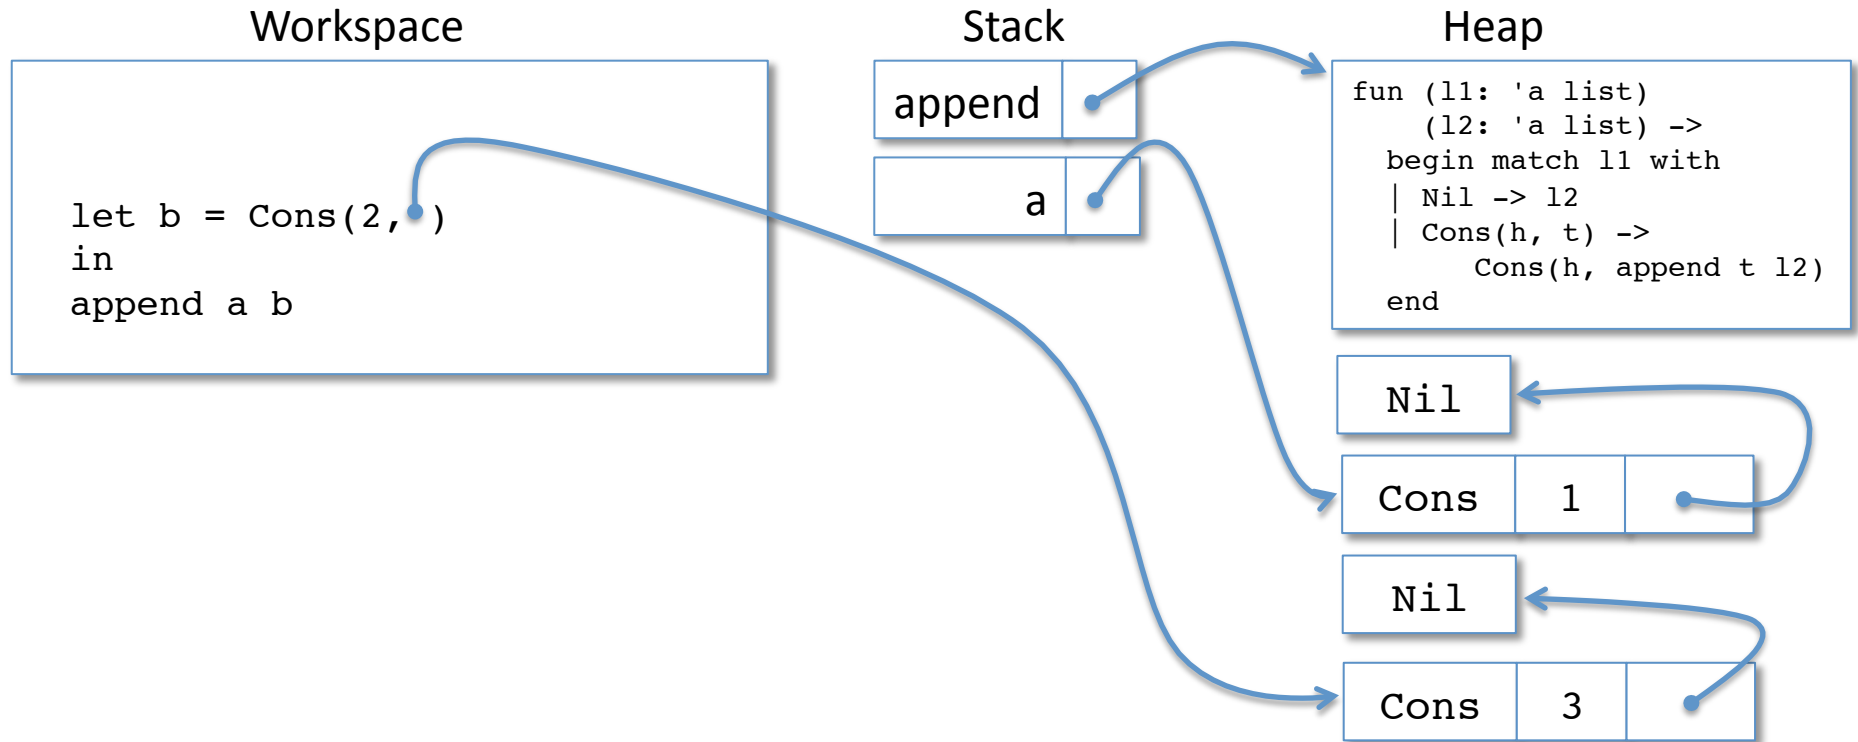 Workspace
let b = Cons(2, )
in
append a b
Stack
append
a
Heap
fun (l1: 'a list)
(l2: 'a list) ->
begin match l1 with
| Nil -> l2
| Cons(h, t) ->
Cons(h, append t l2)
end
Nil
Cons 1
Nil
Cons 3